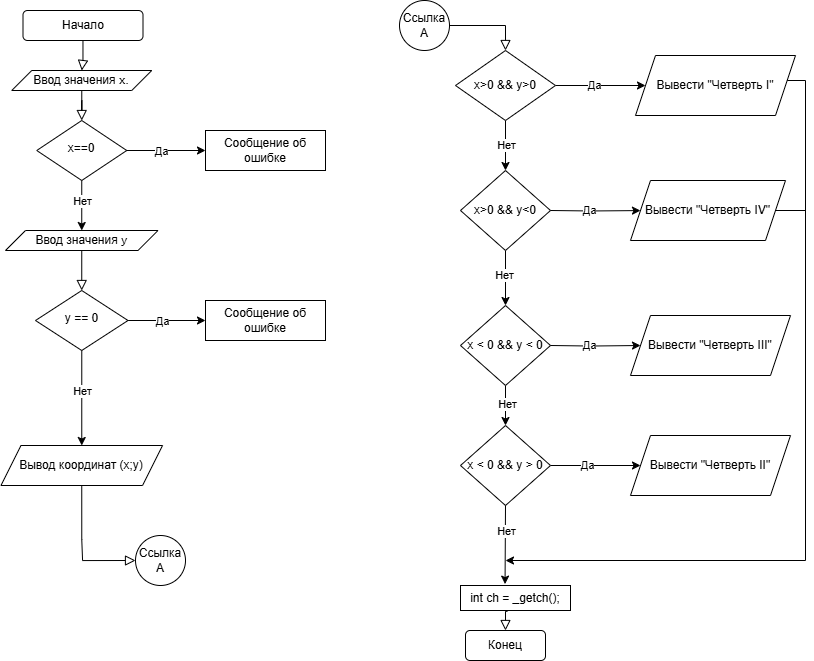 Начало
Ввод значения x.
x==0
Да
Сообщение об
ошибке
Нет
Ввод значения y
y == 0
Да
Сообщение об
ошибке
Нет
Вывод координат (x;y)
Ссылка
А
Ссылка
А
x>0 && y>0
Да
Вывести "Четверть I"
Нет
x>0 && y<0
Да
Вывести "Четверть IV"
Нет
x < 0 && y < 0
Да
Вывести "Четверть III"
Нет
x < 0 && y > 0
Да
Вывести "Четверть II"
Нет
int ch = _getch();
Конец